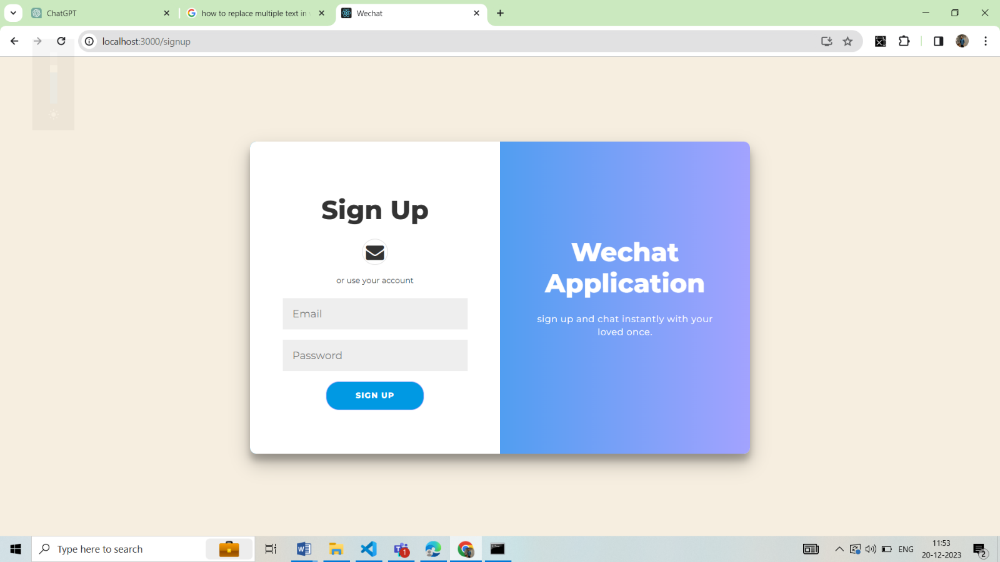 ChatGPT
how to replace multiple text in
Wechat
localhost:3000/signup
Sign Up
or use your account
Email
Password
SIGN UP
Wechat
Application
sign up and chat instantly with your
loved once.
Type here to search
1
ENG
11:53
20-12-2023
2